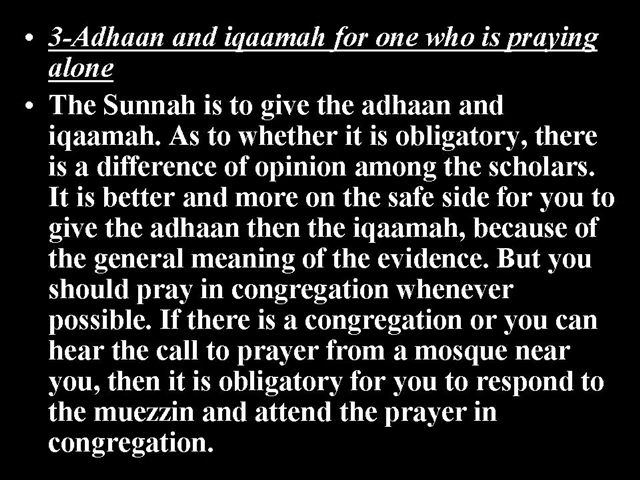 • 3-Adhaan and iqaamah for one who is praying
alone
• The Sunnah is to give the adhaan and
iqaamah. As to whether it is obligatory, there
is a difference of opinion among the scholars.
It is better and more on the safe side for you to
give the adhaan then the iqaamah, because of
the general meaning of the evidence. But you
should pray in congregation whenever
possible. If there is a congregation or you can
hear the call to prayer from a mosque near
you, then it is obligatory for you to respond to
the muezzin and attend the prayer in
congregation.